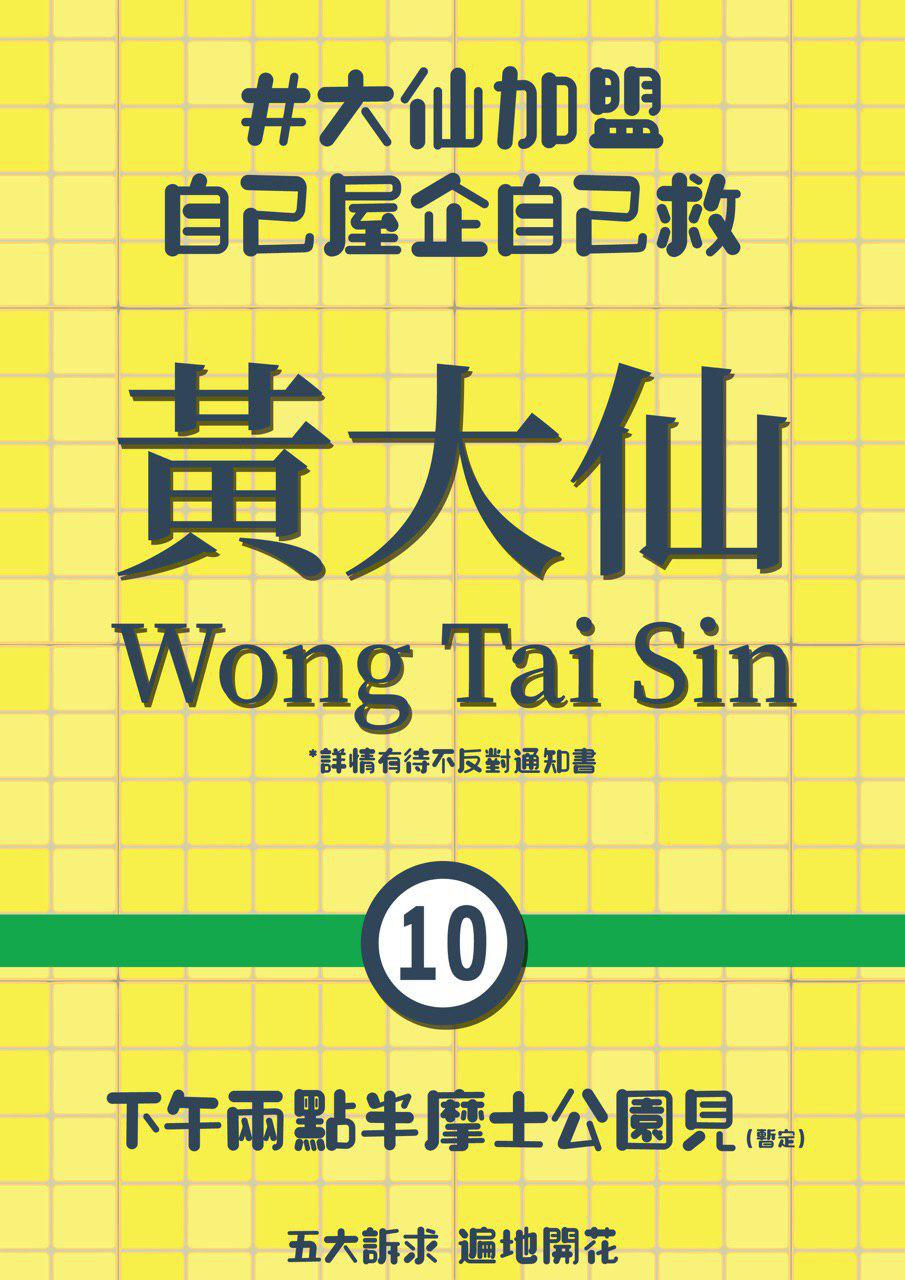 #大仙加盟
自己屋企自己救
黃大仙
Wong Tai Sin
*詳情有待不反對通知書
10
下午兩點半摩士公園見(暫定)
五大訴求 遍地開花